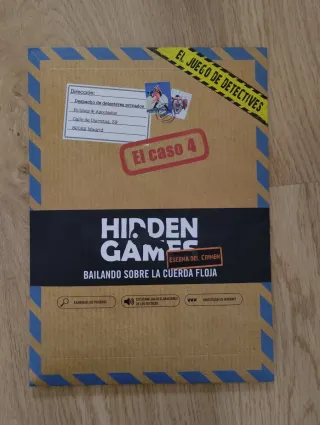 EL JUEGO DE DETECTIVES
Dirección:
Despacho de detectives privados
El caso 4
HIDDEN
GAMES
ESCENA DEL CRIMEN
BAILANDO SOBRE LA CUERDA FLOJA